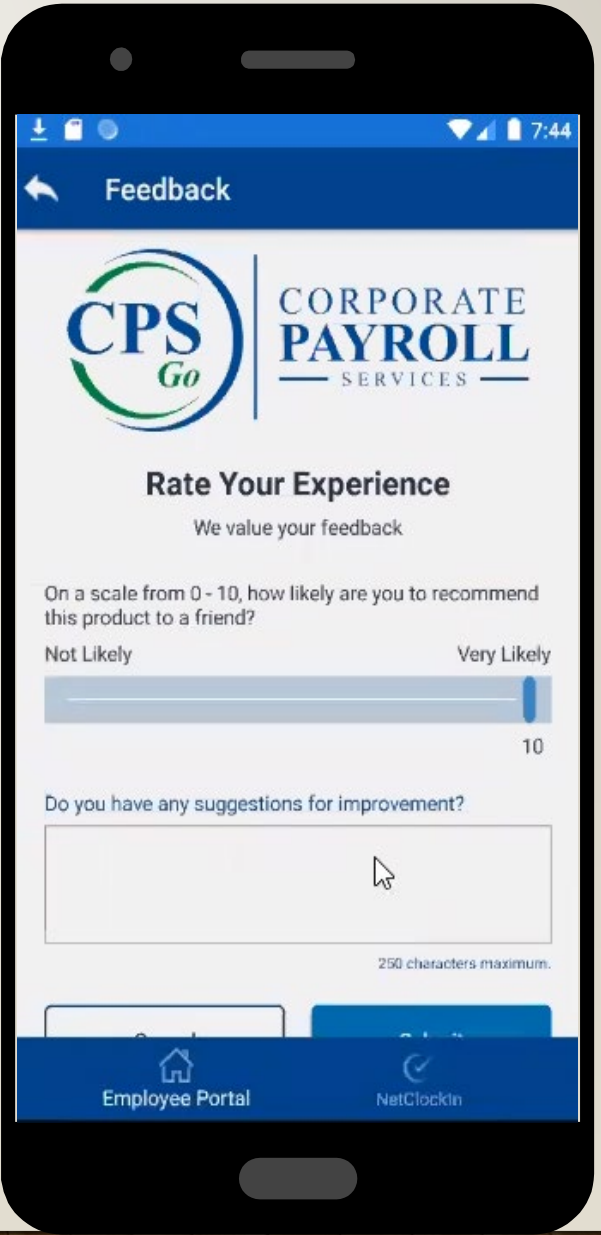 7:44
Feedback
CPS
Go
CORPORATE
PAYROLL
SERVICES
Rate Your Experience
We value your feedback
On a scale from 0 - 10, how likely are you to recommend
this product to a friend?
Not Likely Very Likely
10
Do you have any suggestions for improvement?
250 characters maximum.
Employee Portal NetClockIn